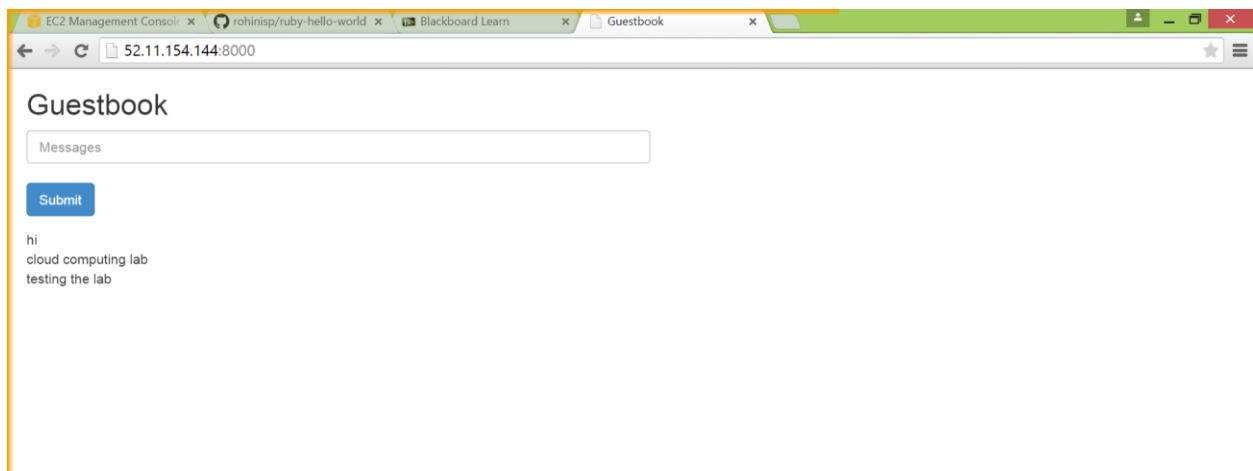 EC2 Management Console
rohinisp/ruby-hello-world
Blackboard Learn
Guestbook
52.11.154.144:8000
Guestbook
Messages
Submit
hi
cloud computing lab
testing the lab